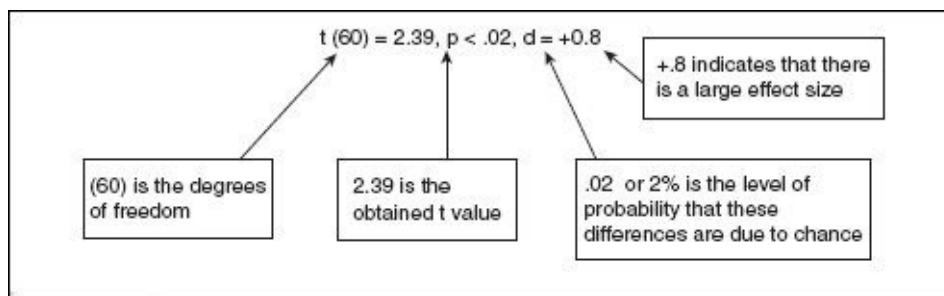 t (60) = 2.39, p < .02, d = +0.8
+.8 indicates that there
is a large effect size
(60) is the degrees
of freedom
2.39 is the
obtained t value
.02 or 2% is the level of
probability that these
differences are due to chance